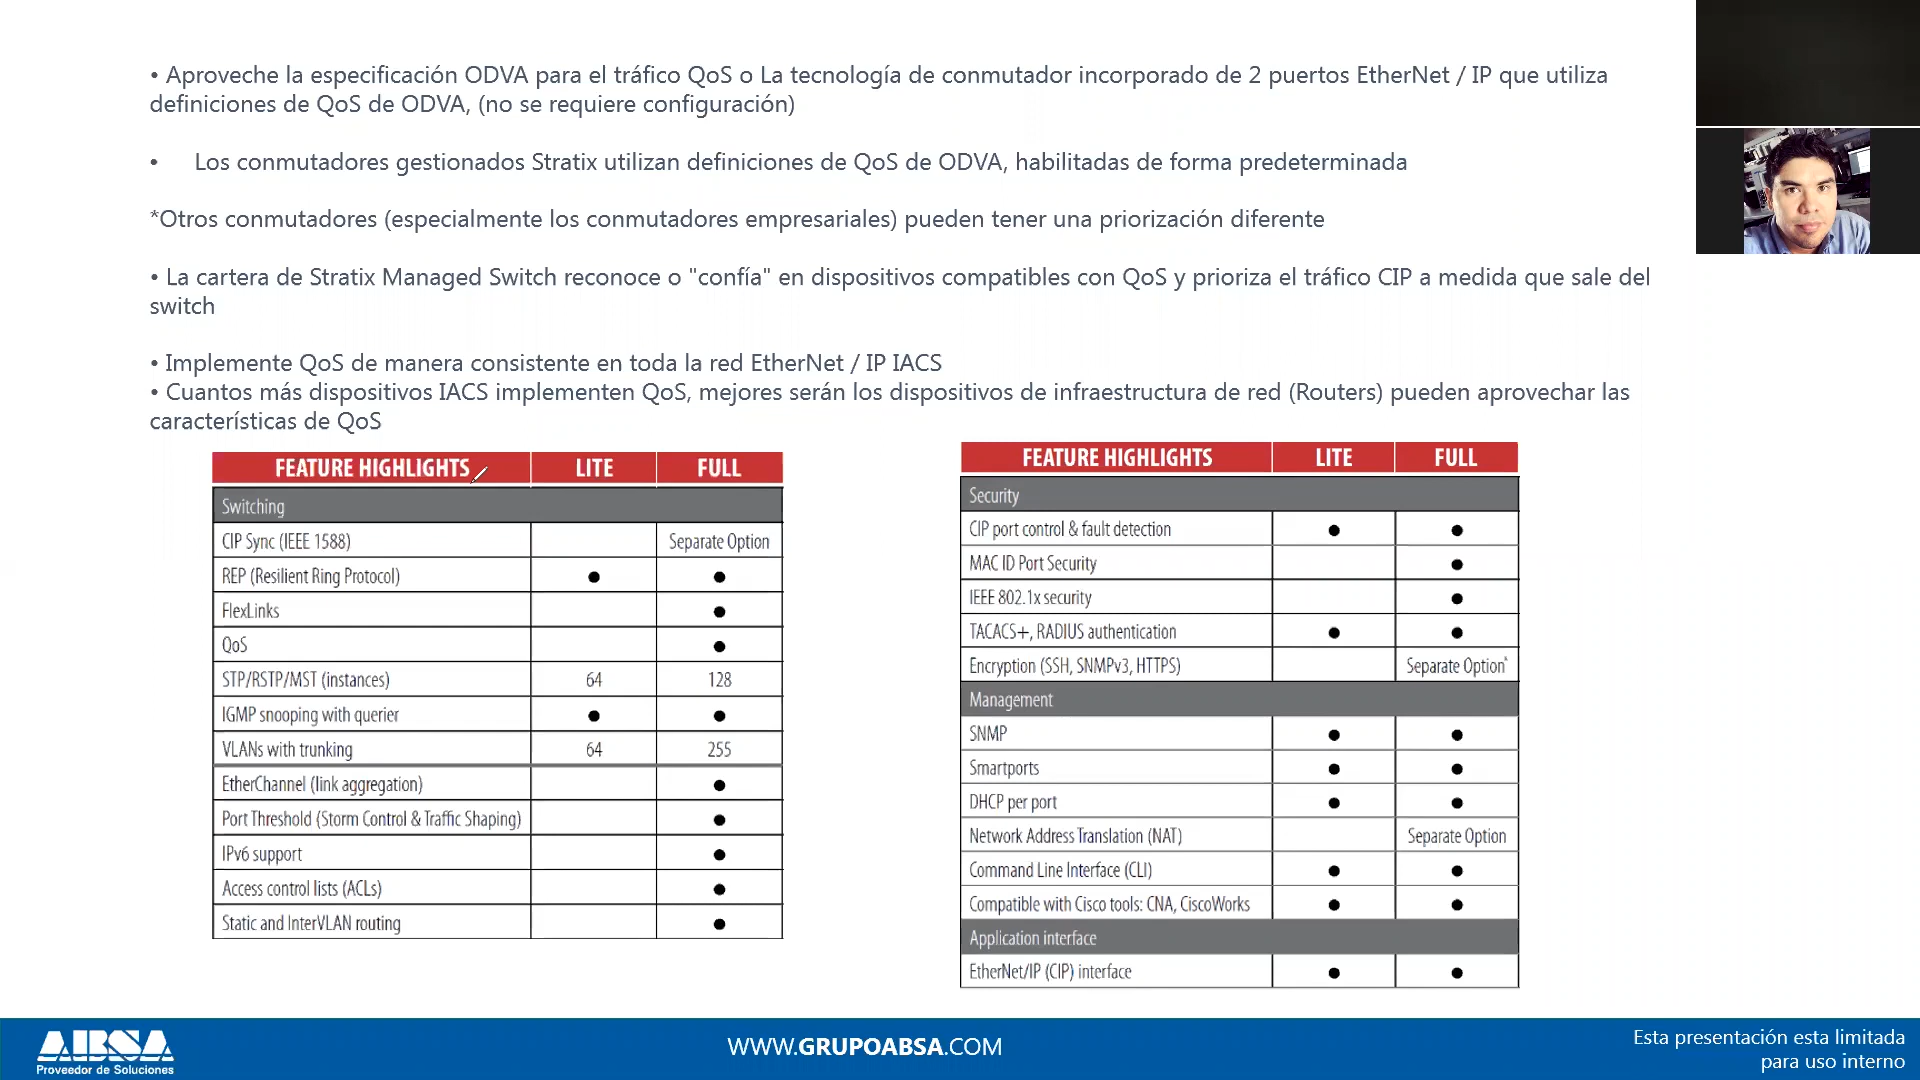 • Aproveche la especificación ODVA para el tráfico QoS o La tecnología de conmutador incorporado de 2 puertos EtherNet / IP que utiliza
definiciones de QoS de ODVA, (no se requiere configuración)
• Los conmutadores gestionados Stratix utilizan definiciones de QoS de ODVA, habilitadas de forma predeterminada
*Otros conmutadores (especialmente los conmutadores empresariales) pueden tener una priorización diferente
• La cartera de Stratix Managed Switch reconoce o "confía" en dispositivos compatibles con QoS y prioriza el tráfico CIP a medida que sale del
switch
• Implemente QoS de manera consistente en toda la red EtherNet / IP IACS
• Cuantos más dispositivos IACS implementen QoS, mejores serán los dispositivos de infraestructura de red (Routers) pueden aprovechar las
características de QoS
FEATURE HIGHLIGHTS LITE FULL
Switching
CIP Sync (IEEE 1588) Separate Option
REP (Resilient Ring Protocol) ● ●
FlexLinks ●
QoS ●
STP/RSTP/MST (instances) 64 128
IGMP snooping with querier ● ●
VLANs with trunking 64 255
EtherChannel (link aggregation) ●
Port Threshold (Storm Control & Traffic Shaping) ●
IPv6 support ●
Access control lists (ACLs) ●
Static and InterVLAN routing ●
FEATURE HIGHLIGHTS LITE FULL
Security
CIP port control & fault detection ● ●
MAC ID Port Security ●
IEEE 802.1x security ●
TACACS+, RADIUS authentication ● ●
Encryption (SSH, SNMPv3, HTTPS) Separate Option*
Management
SNMP ● ●
Smartports ● ●
DHCP per port ● ●
Network Address Translation (NAT) Separate Option
Command Line Interface (CLI) ● ●
Compatible with Cisco tools: CNA, CiscoWorks ● ●
Application interface
EtherNet/IP (CIP) interface ● ●
ABSA
Proveedor de Soluciones
WWW.GRUPOABSA.COM
Esta presentación esta limitada
para uso interno